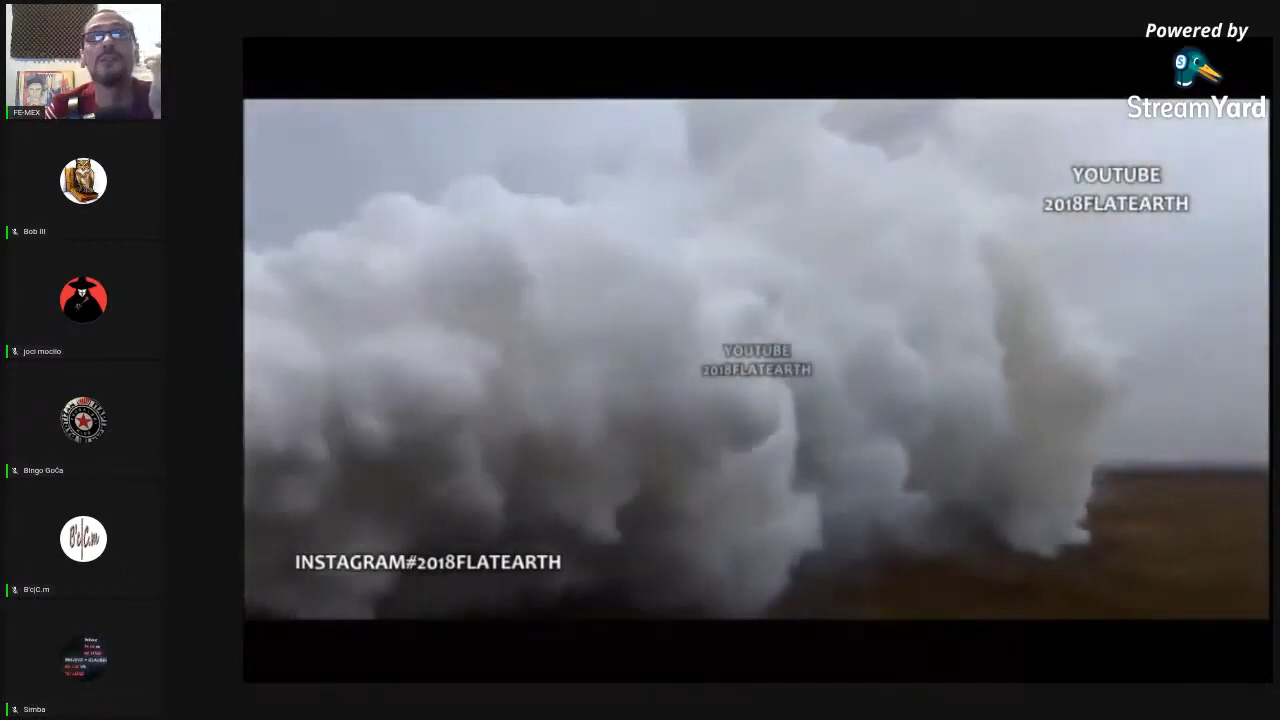 Powered by
StreamYard
FE-MEX
Bob III
joci mocilo
Bingo Goča
B'c|C.m
B'c|C.m
Simba
YOUTUBE
2018FLATEARTH
YOUTUBE
2018FLATEARTH
INSTAGRAM#2018FLATEARTH